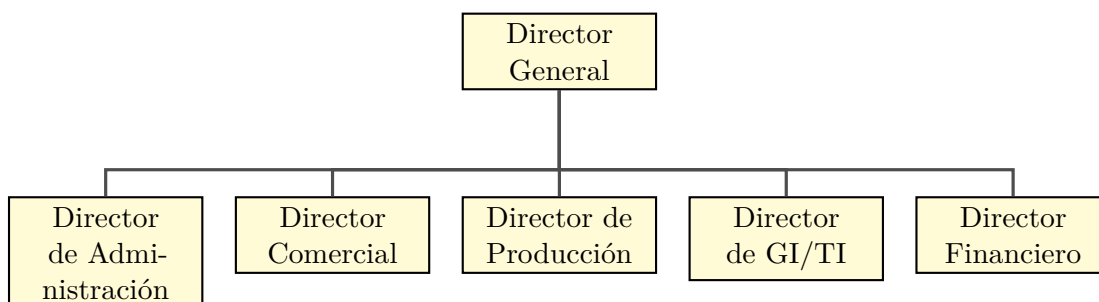 Director
General
Director
de Admi-
nistración
Director
Comercial
Director de
Producción
Director
de GI/TI
Director
Financiero